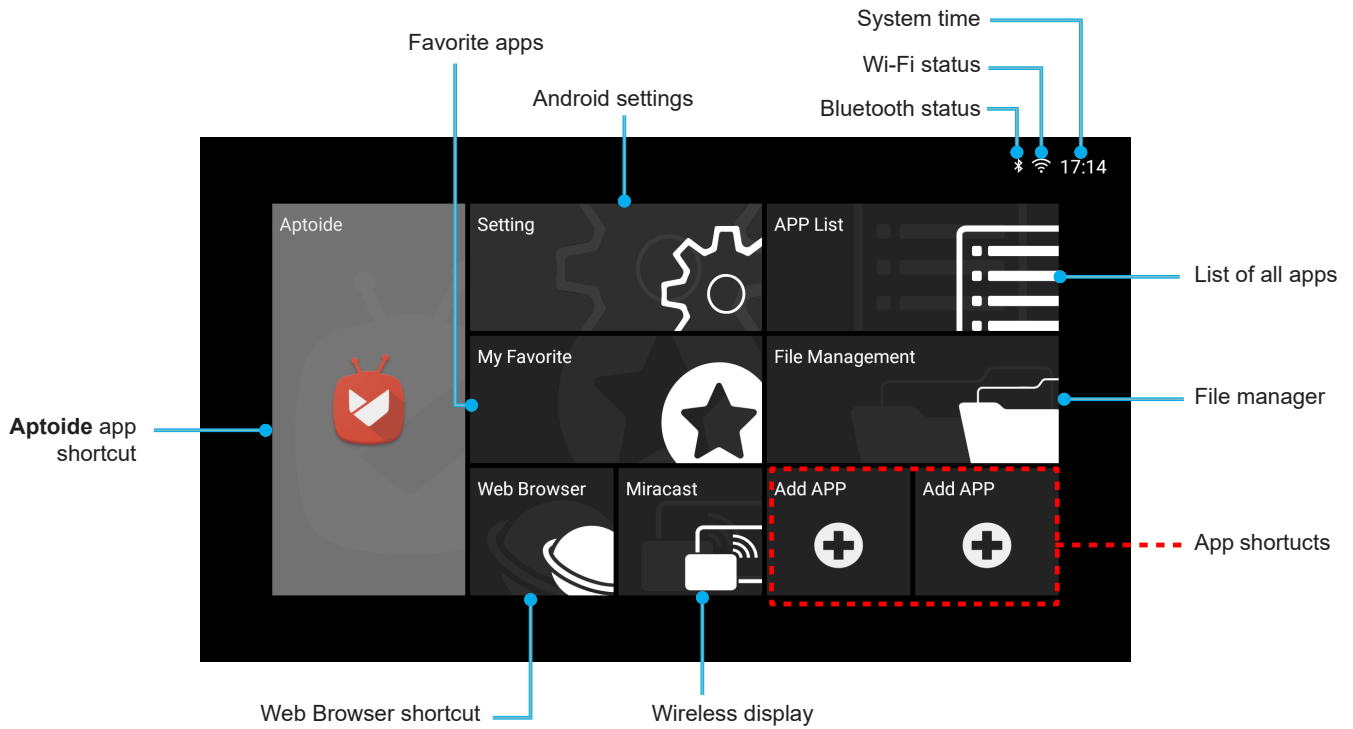 System time
Favorite apps
Wi-Fi status
Android settings
Bluetooth status
17:14
Aptoide
Setting
APP List
List of all apps
My Favorite
File Management
File manager
Aptoide app
shortcut
Web Browser
Miracast
Add APP
Add APP
App shortucts
Web Browser shortcut
Wireless display